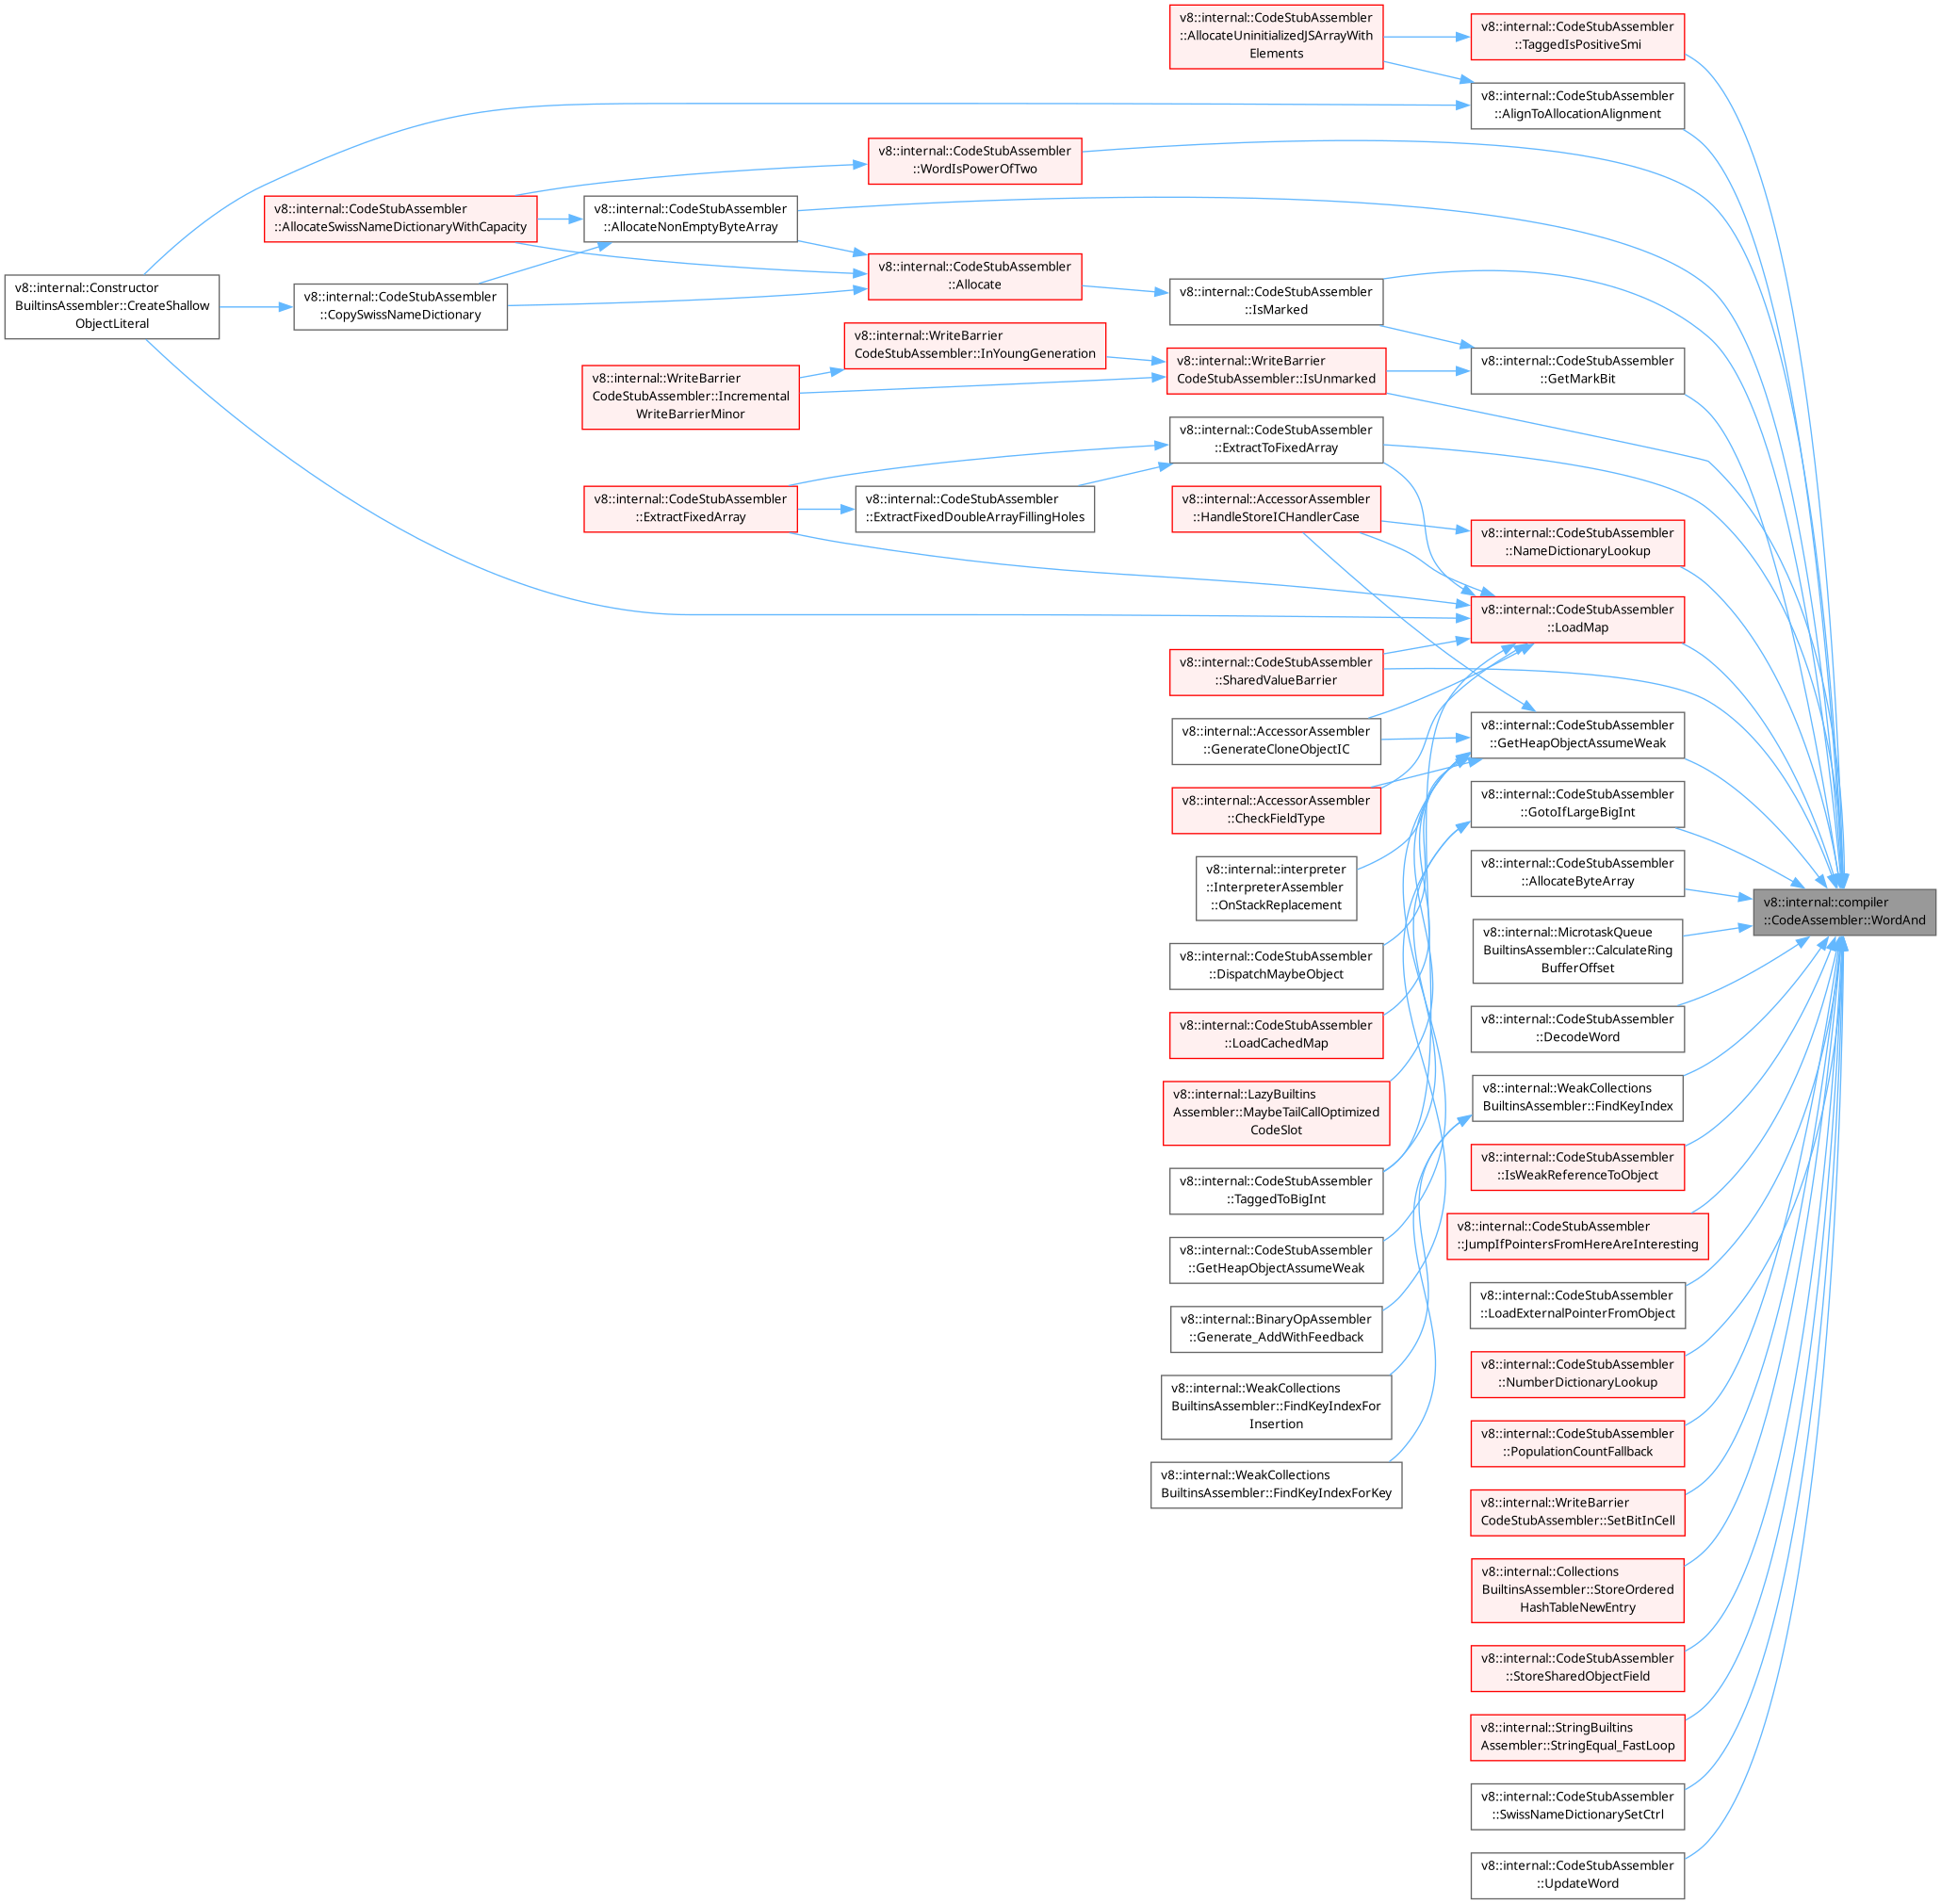 v8::internal::CodeStubAssembler
::AllocateUninitializedJSArrayWith
Elements
v8::internal::CodeStubAssembler
::TaggedIsPositiveSmi
v8::internal::CodeStubAssembler
::AlignToAllocationAlignment
v8::internal::CodeStubAssembler
::WordIsPowerOfTwo
v8::internal::CodeStubAssembler
::AllocateSwissNameDictionaryWithCapacity
v8::internal::CodeStubAssembler
::AllocateNonEmptyByteArray
v8::internal::CodeStubAssembler
::Allocate
v8::internal::Constructor
BuiltinsAssembler::CreateShallow
ObjectLiteral
v8::internal::CodeStubAssembler
::CopySwissNameDictionary
v8::internal::CodeStubAssembler
::IsMarked
v8::internal::WriteBarrier
CodeStubAssembler::InYoungGeneration
v8::internal::WriteBarrier
CodeStubAssembler::IsUnmarked
v8::internal::CodeStubAssembler
::GetMarkBit
v8::internal::WriteBarrier
CodeStubAssembler::Incremental
WriteBarrierMinor
v8::internal::CodeStubAssembler
::ExtractToFixedArray
v8::internal::CodeStubAssembler
::ExtractFixedArray
v8::internal::CodeStubAssembler
::ExtractFixedDoubleArrayFillingHoles
v8::internal::AccessorAssembler
::HandleStoreICHandlerCase
v8::internal::CodeStubAssembler
::NameDictionaryLookup
v8::internal::CodeStubAssembler
::LoadMap
v8::internal::CodeStubAssembler
::SharedValueBarrier
v8::internal::AccessorAssembler
::GenerateCloneObjectIC
v8::internal::CodeStubAssembler
::GetHeapObjectAssumeWeak
v8::internal::AccessorAssembler
::CheckFieldType
v8::internal::CodeStubAssembler
::GotoIfLargeBigInt
v8::internal::interpreter
::InterpreterAssembler
::OnStackReplacement
v8::internal::CodeStubAssembler
::AllocateByteArray
v8::internal::compiler
::CodeAssembler::WordAnd
v8::internal::CodeStubAssembler
::DispatchMaybeObject
v8::internal::MicrotaskQueue
BuiltinsAssembler::CalculateRing
BufferOffset
v8::internal::CodeStubAssembler
::LoadCachedMap
v8::internal::CodeStubAssembler
::DecodeWord
v8::internal::LazyBuiltins
Assembler::MaybeTailCallOptimized
CodeSlot
v8::internal::WeakCollections
BuiltinsAssembler::FindKeyIndex
v8::internal::CodeStubAssembler
::TaggedToBigInt
v8::internal::CodeStubAssembler
::IsWeakReferenceToObject
v8::internal::CodeStubAssembler
::GetHeapObjectAssumeWeak
v8::internal::CodeStubAssembler
::JumpIfPointersFromHereAreInteresting
v8::internal::BinaryOpAssembler
::Generate_AddWithFeedback
v8::internal::CodeStubAssembler
::LoadExternalPointerFromObject
v8::internal::WeakCollections
BuiltinsAssembler::FindKeyIndexFor
Insertion
v8::internal::CodeStubAssembler
::NumberDictionaryLookup
v8::internal::WeakCollections
BuiltinsAssembler::FindKeyIndexForKey
v8::internal::CodeStubAssembler
::PopulationCountFallback
v8::internal::WriteBarrier
CodeStubAssembler::SetBitInCell
v8::internal::Collections
BuiltinsAssembler::StoreOrdered
HashTableNewEntry
v8::internal::CodeStubAssembler
::StoreSharedObjectField
v8::internal::StringBuiltins
Assembler::StringEqual_FastLoop
v8::internal::CodeStubAssembler
::SwissNameDictionarySetCtrl
v8::internal::CodeStubAssembler
::UpdateWord